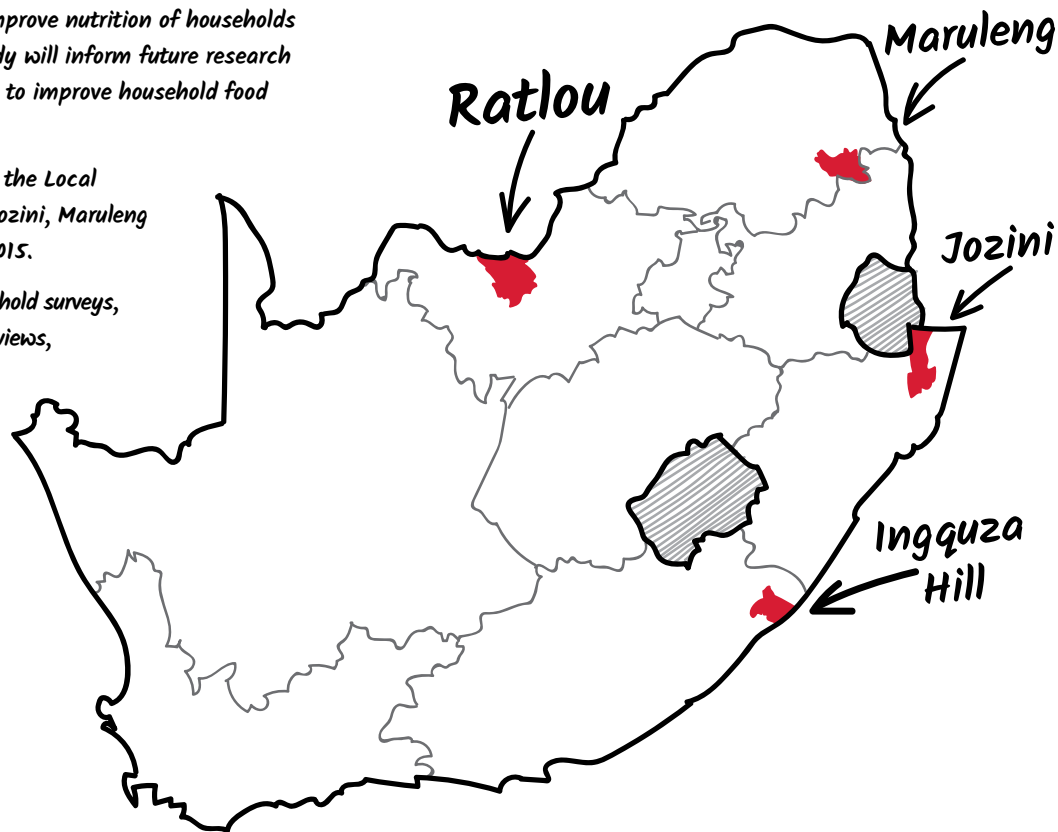 nprove nutrition of households
dy will inform future research
to improve household food
the Local
ozini, Maruleng
015.
hold surveys,
views,
Ratlou
Maruleng
Jozini
Ingquza
Hill